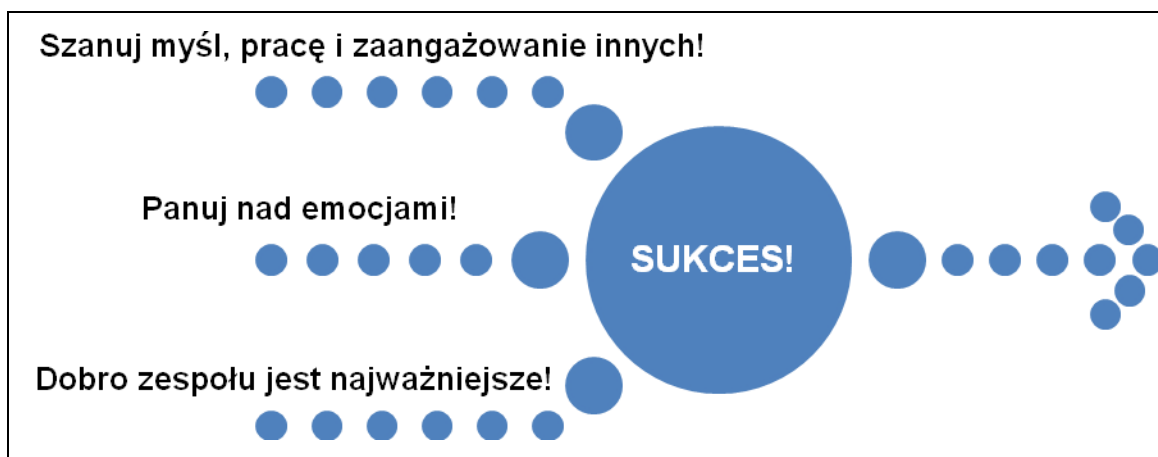 Szanuj myśl, pracę i zaangażowanie innych!
Panuj nad emocjami!
SUKCES!
Dobro zespołu jest najważniejsze!